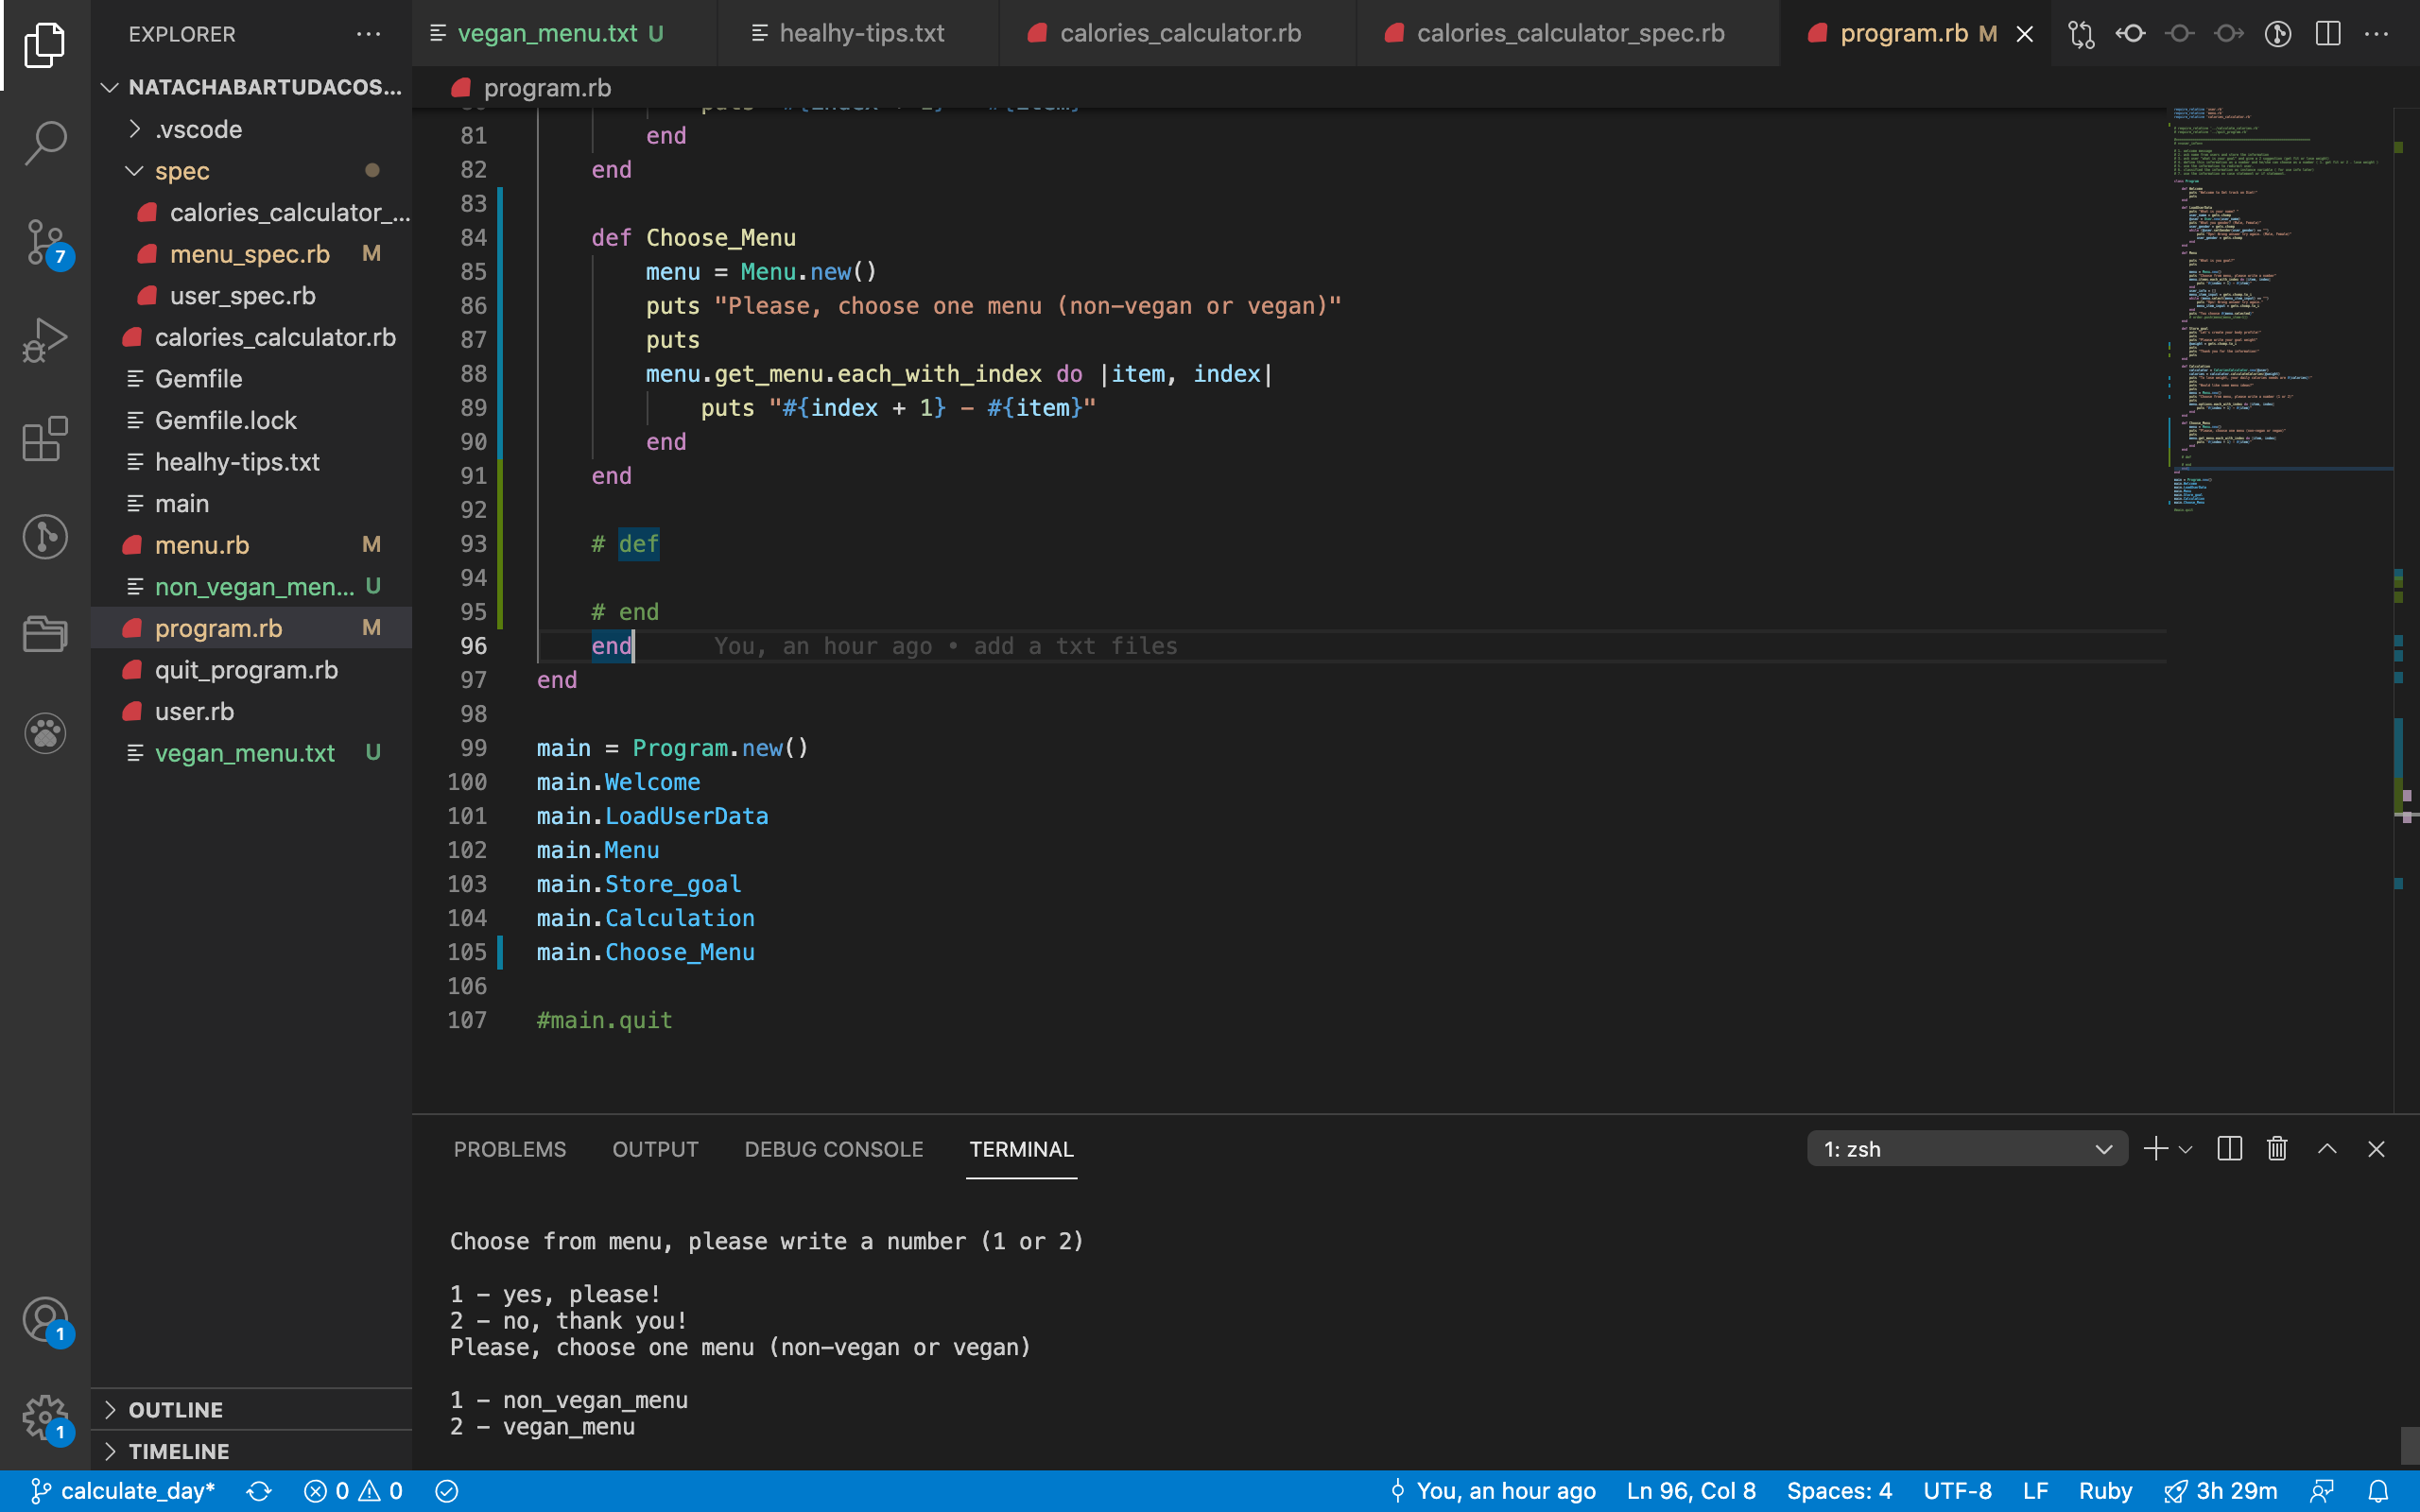 EXPLORER
NATACHABARTUDACOS...
.vscode
spec
calories_calculator_...
menu_spec.rb M
user_spec.rb
calories_calculator.rb
Gemfile
Gemfile.lock
healhy-tips.txt
main
menu.rb M
non_vegan_men... U
program.rb M
quit_program.rb
user.rb
vegan_menu.txt U
OUTLINE
TIMELINE
7
1
1
vegan_menu.txt U
healhy-tips.txt
calories_calculator.rb
calories_calculator_spec.rb
program.rb M
program.rb
81 end
82 end
83
84 def Choose_Menu
85 menu = Menu.new()
86 puts "Please, choose one menu (non-vegan or vegan)"
87 puts
88 menu.get_menu.each_with_index do |item, index|
89 puts "#{index + 1} - #{item}"
90 end
91 end
92
93 # def
94
95 # end
96 end You, an hour ago • add a txt files
97 end
98
99 main = Program.new()
100 main.Welcome
101 main.LoadUserData
102 main.Menu
103 main.Store_goal
104 main.Calculation
105 main.Choose_Menu
106
107 #main.quit
PROBLEMS OUTPUT DEBUG CONSOLE TERMINAL
1: zsh
Choose from menu, please write a number (1 or 2)
1 - yes, please!
2 - no, thank you!
Please, choose one menu (non-vegan or vegan)
1 - non_vegan_menu
2 - vegan_menu
calculate_day* 0 0 You, an hour ago Ln 96, Col 8 Spaces: 4 UTF-8 LF Ruby 3h 29m